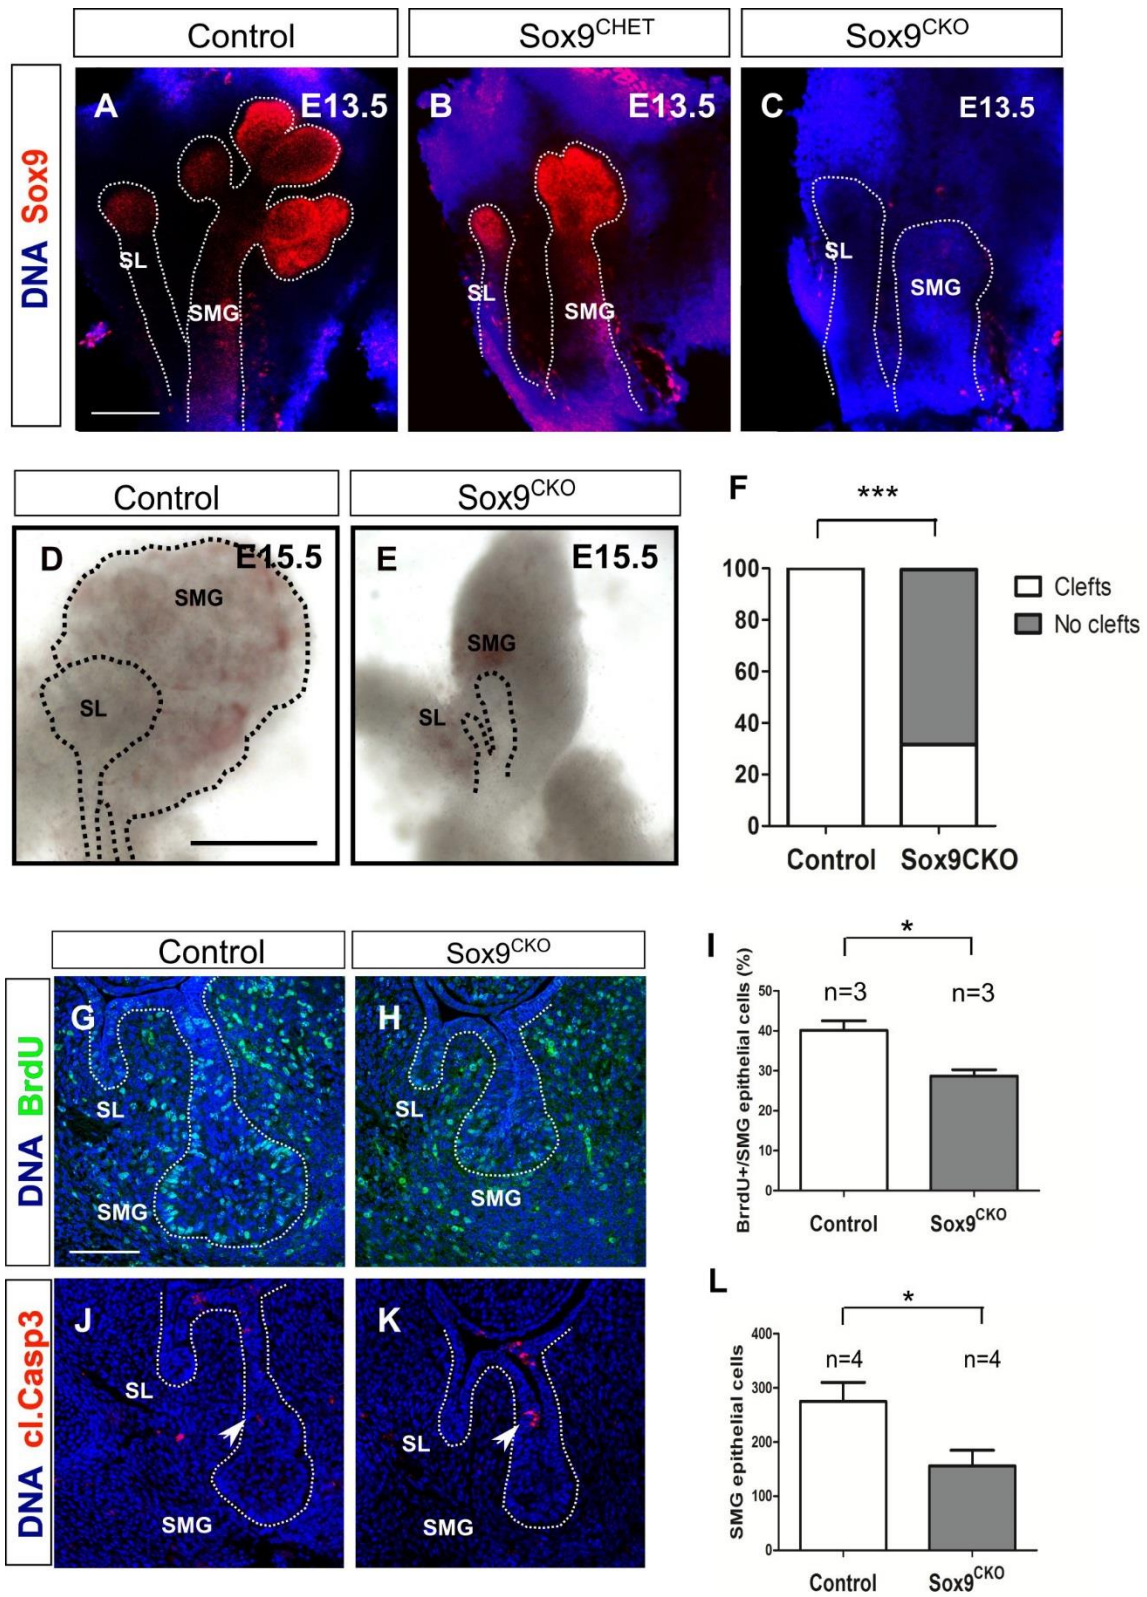 Control
Sox9CHET
Sox9CKO
DNA Sox9
A
E13.5
SL
SMG
B
E13.5
SL
SMG
C
E13.5
SL
SMG
Control
Sox9CKO
D
E15.5
SMG
SL
E
E15.5
SMG
SL
F
***
100
80
60
40
20
0
Clefts
No clefts
Control
Sox9CKO
Control
Sox9CKO
DNA BrdU
G
SL
SMG
H
SL
SMG
I
*
BrrdU+/SMG epithelial cells (%)
n=3
n=3
50
40
30
20
10
0
Control
Sox9CKO
DNA cl.Casp3
J
SL
SMG
K
SL
SMG
L
*
SMG epithelial cells
n=4
n=4
400
300
200
100
0
Control
Sox9CKO